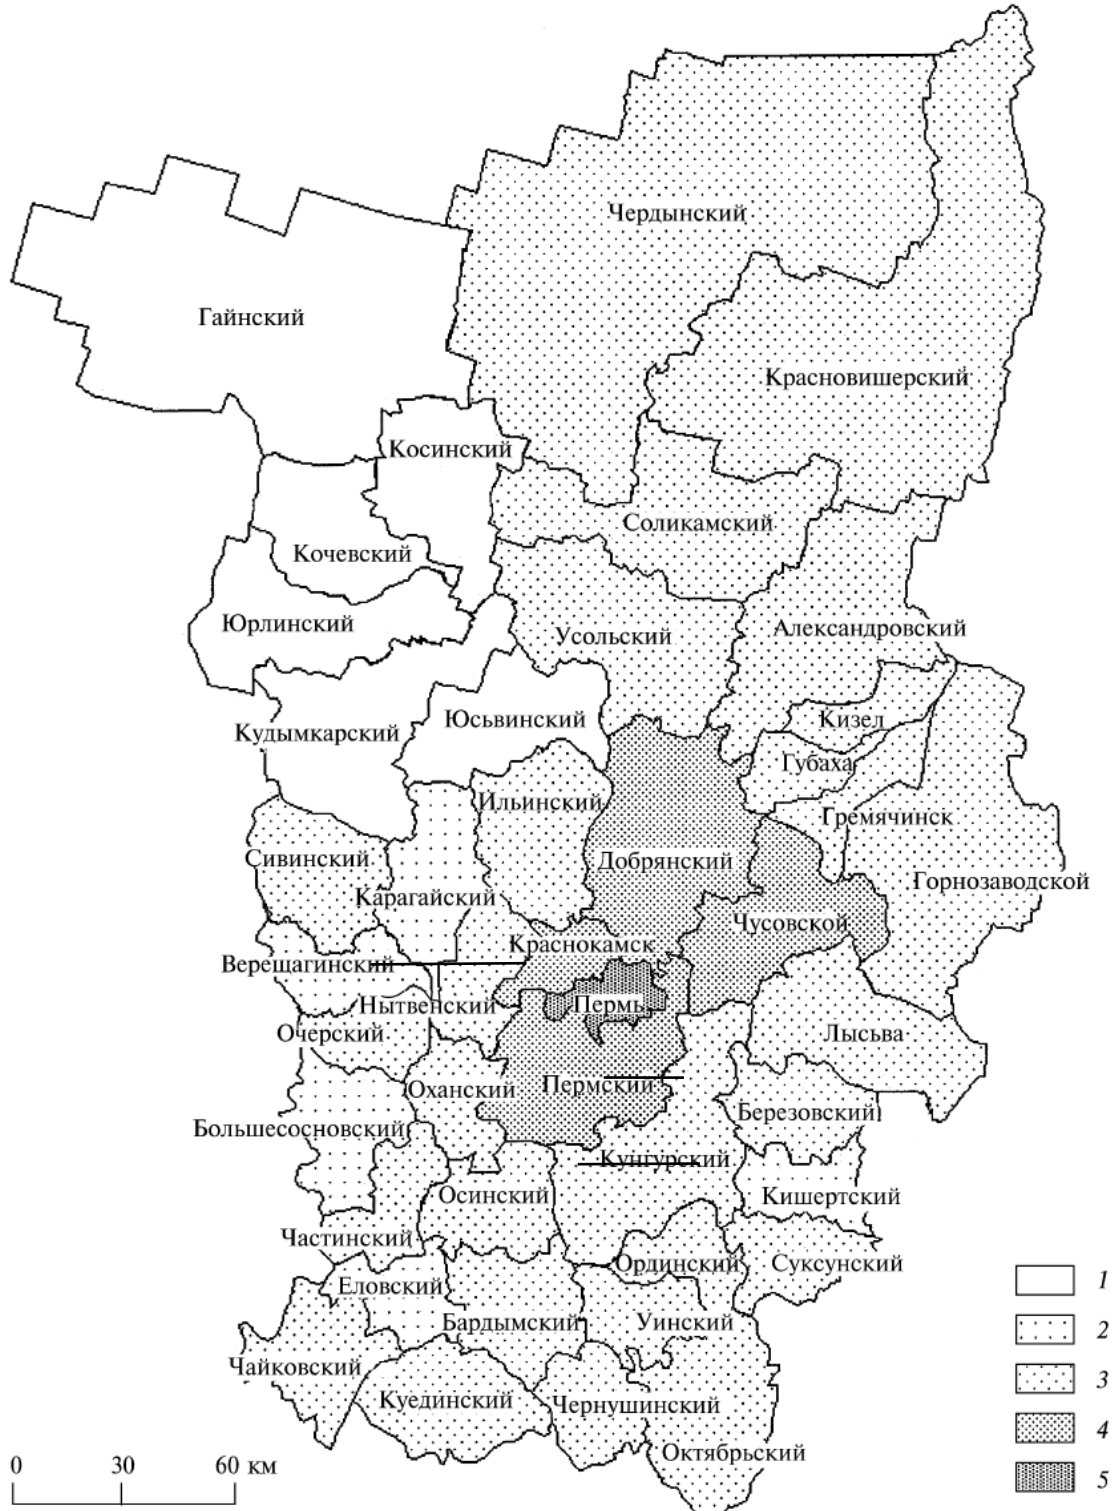 Чердынский
Гайнский
Красновишерский
Косинский
Соликамский
Кочевский
Юрлинский
Усольский
Александровский
Кудымкарский
Юсьвинский
Кизел
Губаха
Ильинский
Гремячинск
Сивинский
Добрянский
Карагайский
Горнозаводской
Чусовской
Краснокамск
Верещагинский
Нытвенский
Пермь
Очерский
Лысьва
Оханский
Пермский
Березовский
Большесосновский
Кунгурский
Осинский
Кишертский
Частинский
Ординский
Суксунский
Еловский
Бардымский
Уинский
Чайковский
Куединский
Чернушинский
Октябрьский
1
2
3
4
5
0 30 60 км